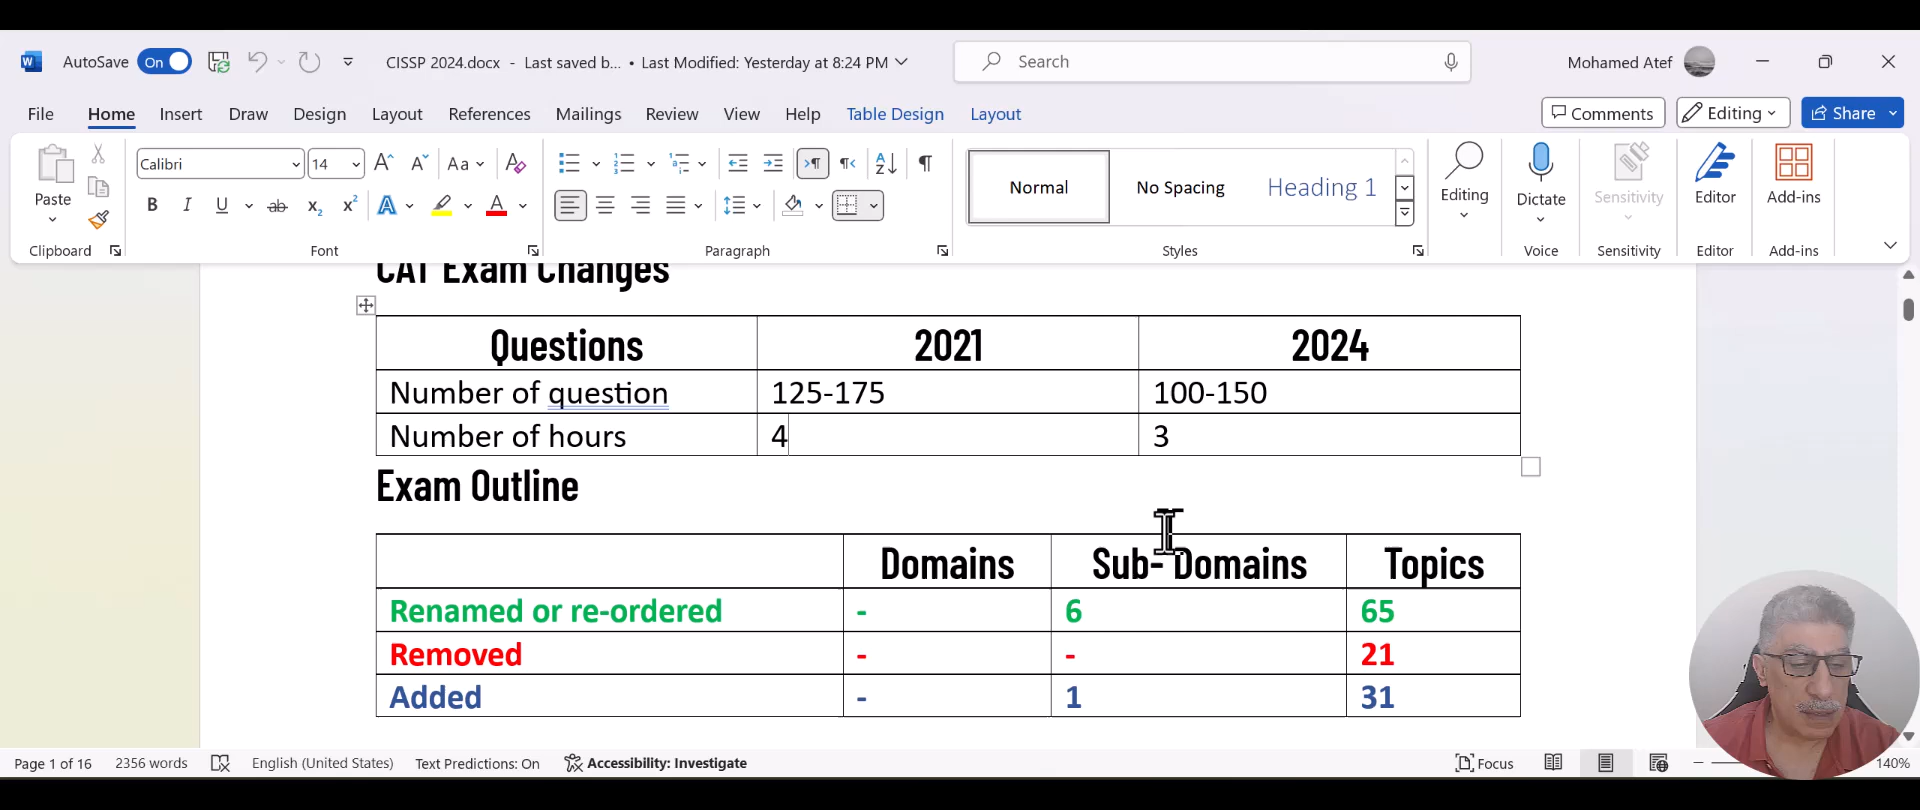 AutoSave On CISSP 2024.docx - Last saved b... • Last Modified: Yesterday at 8:24 PM Search Mohamed Atef
File Home Insert Draw Design Layout References Mailings Review View Help Table Design Layout Comments Editing Share
Paste Calibri 14 Normal No Spacing Heading 1 Editing Dictate Sensitivity Editor Add-ins
Clipboard Font Paragraph Styles Voice Sensitivity Editor Add-ins
CAT Exam Changes
Questions 2021 2024
Number of question 125-175 100-150
Number of hours 4 3
Exam Outline
Domains Sub- Domains Topics
Renamed or re-ordered - 6 65
Removed - - 21
Added - 1 31
Page 1 of 16 2356 words English (United States) Text Predictions: On Accessibility: Investigate Focus 140%